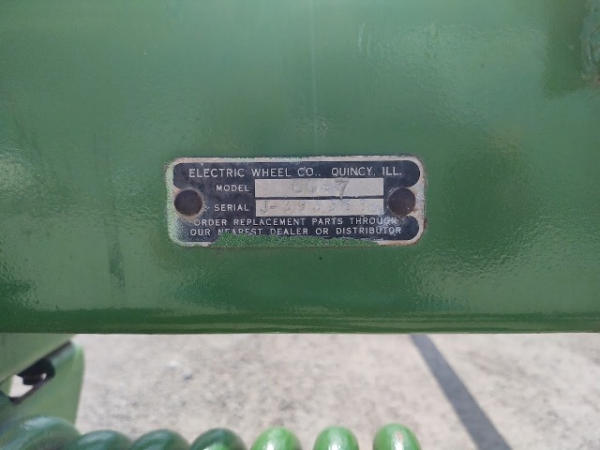 ELECTRIC WHEEL CO., QUINCY, ILL.
MODEL
SERIAL
ORDER REPLACEMENT PARTS THROUGH
OUR NEAREST DEALER OR DISTRIBUTOR